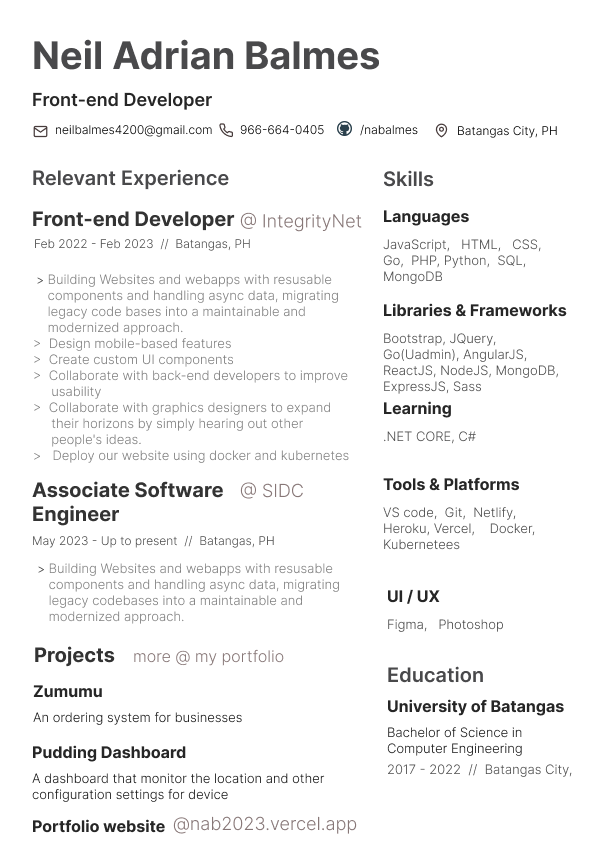 Neil Adrian Balmes
Front-end Developer
neilbalmes4200@gmail.com 966-664-0405 /nabalmes Batangas City, PH
Relevant Experience
Front-end Developer @ IntegrityNet
Feb 2022 - Feb 2023 // Batangas, PH
> Building Websites and webapps with resusable
components and handling async data, migrating
legacy code bases into a maintainable and
modernized approach.
> Design mobile-based features
> Create custom UI components
> Collaborate with back-end developers to improve
usability
> Collaborate with graphics designers to expand
their horizons by simply hearing out other
people's ideas.
> Deploy our website using docker and kubernetes
Associate Software @ SIDC
Engineer
May 2023 - Up to present // Batangas, PH
> Building Websites and webapps with resusable
components and handling async data, migrating
legacy codebases into a maintainable and
modernized approach.
Projects more @ my portfolio
Zumumu
An ordering system for businesses
Pudding Dashboard
A dashboard that monitor the location and other
configuration settings for device
Portfolio website @nab2023.vercel.app
Skills
Languages
JavaScript, HTML, CSS,
Go, PHP, Python, SQL,
MongoDB
Libraries & Frameworks
Bootstrap, JQuery,
Go(Uadmin), AngularJS,
ReactJS, NodeJS, MongoDB,
ExpressJS, Sass
Learning
.NET CORE, C#
Tools & Platforms
VS code, Git, Netlify,
Heroku, Vercel, Docker,
Kubernetees
UI / UX
Figma, Photoshop
Education
University of Batangas
Bachelor of Science in
Computer Engineering
2017 - 2022 // Batangas City,